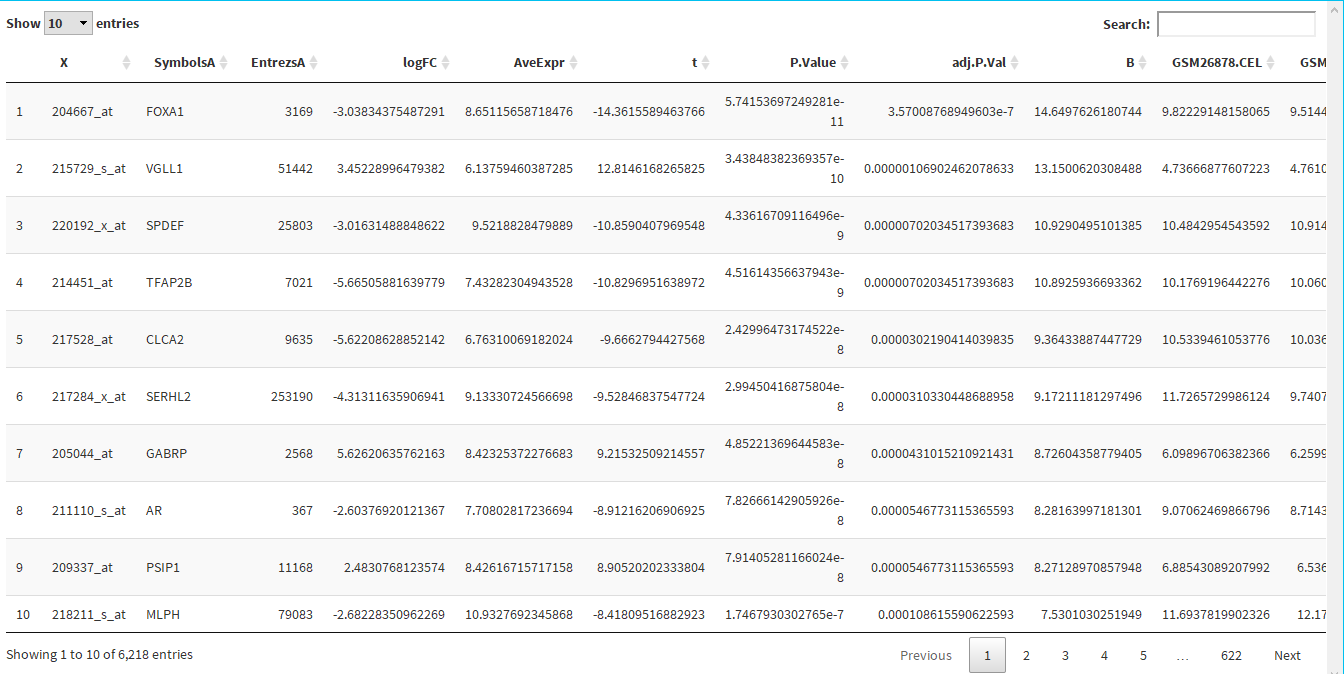 Show 10 entries Search:
X SymbolsA EntrezsA logFC AveExpr t P.Value adj.P.Val B GSM26878.CEL GSM
1 204667_at FOXA1 3169 -3.03834375487291 8.65115658718476 -14.3615589463766 5.74153697249281e-11 3.57008768949603e-7 14.6497626180744 9.82229148158065 9.5144
2 215729_s_at VGLL1 51442 3.45228996479382 6.13759460387285 12.8146168265825 3.43848382369357e-10 0.00000106902462078633 13.1500620308488 4.73666877607223 4.7610
3 220192_x_at SPDEF 25803 -3.01631488848622 9.5218828479889 -10.8590407969548 4.33616709116496e-9 0.00000702034517393683 10.9290495101385 10.4842954543592 10.914
4 214451_at TFAP2B 7021 -5.66505881639779 7.43282304943528 -10.8296951638972 4.51614356637943e-9 0.00000702034517393683 10.8925936693362 10.1769196442276 10.060
5 217528_at CLCA2 9635 -5.62208628852142 6.76310069182024 -9.6662794427568 2.42996473174522e-8 0.0000302190414039835 9.36433887447729 10.5339461053776 10.036
6 217284_x_at SERHL2 253190 -4.31311635906941 9.13330724566698 -9.52846837547724 2.99450416875804e-8 0.0000310330448688958 9.17211181297496 11.7265729986124 9.7407
7 205044_at GABRP 2568 5.62620635762163 8.42325372276683 9.21532509214557 4.85221369644583e-8 0.0000431015210921431 8.72604358779405 6.09896706382366 6.2599
8 211110_s_at AR 367 -2.60376920121367 7.70802817236694 -8.91216206906925 7.82666142905926e-8 0.0000546773115365593 8.28163997181301 9.07062469866796 8.7143
9 209337_at PSIP1 11168 2.4830768123574 8.42616715717158 8.90520202333804 7.91405281166024e-8 0.0000546773115365593 8.27128970857948 6.88543089207992 6.536
10 218211_s_at MLPH 79083 -2.68228350962269 10.9327692345868 -8.41809516882923 1.7467930302765e-7 0.000108615590622593 7.5301030251949 11.6937819902326 12.17
Showing 1 to 10 of 6,218 entries Previous 1 2 3 4 5 … 622 Next